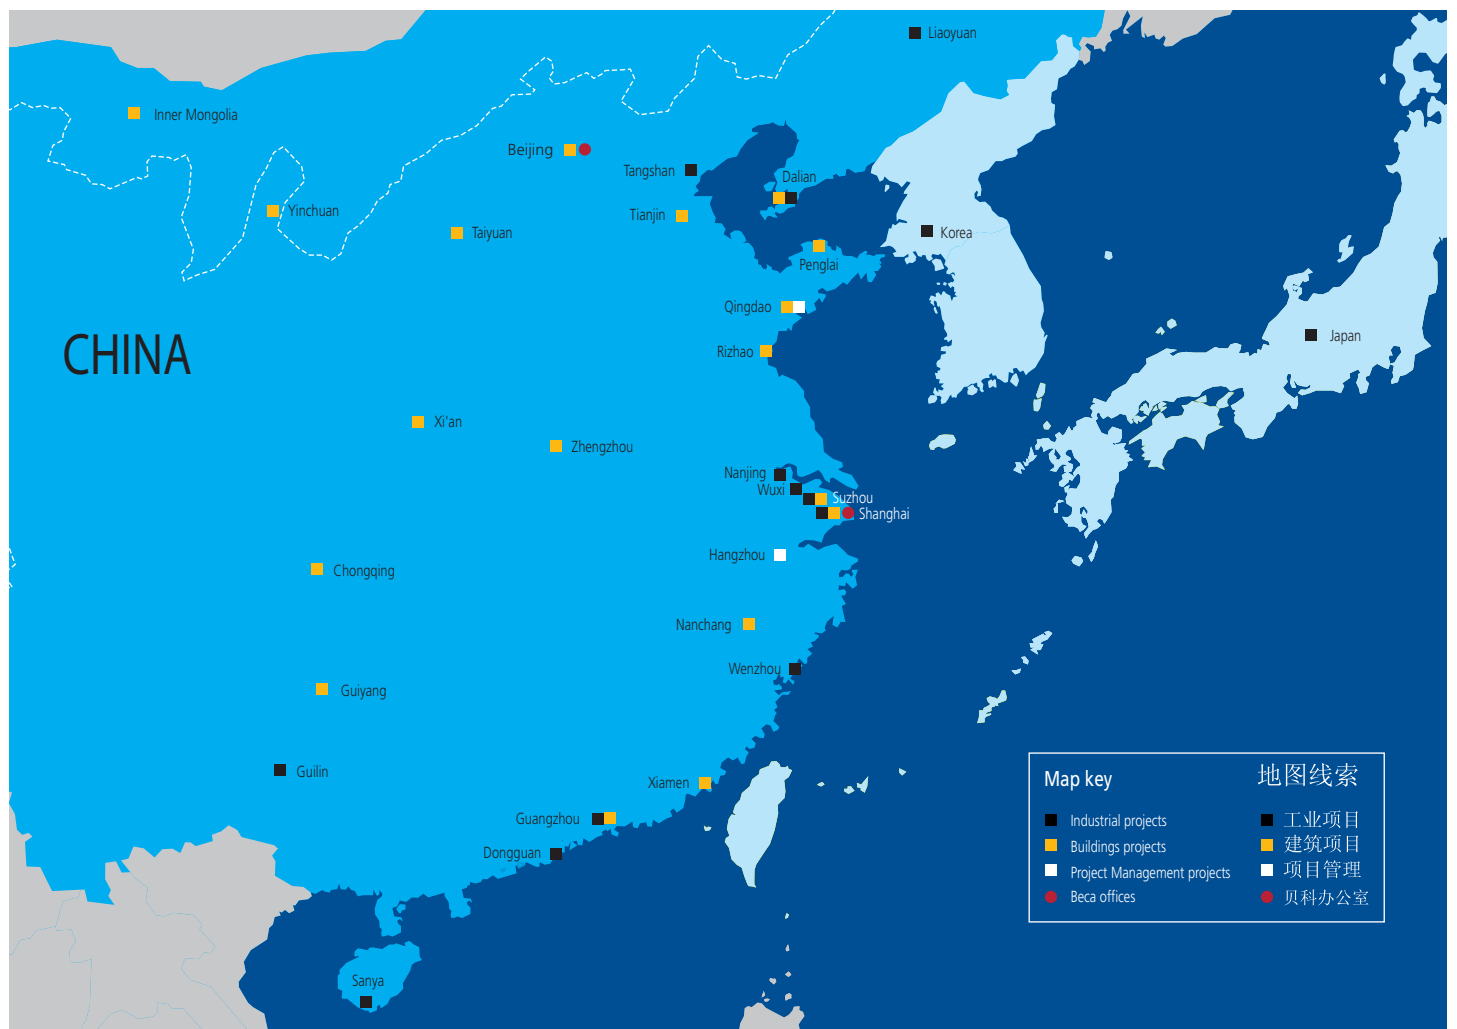 Liaoyuan
Inner Mongolia
Beijing
Tangshan
Dalian
Yinchuan
Tianjin
Taiyuan
Korea
Penglai
Qingdao
Japan
CHINA
Rizhao
Xi'an
Zhengzhou
Nanjing
Wuxi
Suzhou
Shanghai
Hangzhou
Chongqing
Nanchang
Wenzhou
Guiyang
Guilin
Xiamen
Guangzhou
Dongguan
Sanya
Map key 地图线索
Industrial projects 工业项目
Buildings projects 建筑项目
Project Management projects 项目管理
Beca offices 贝科办公室